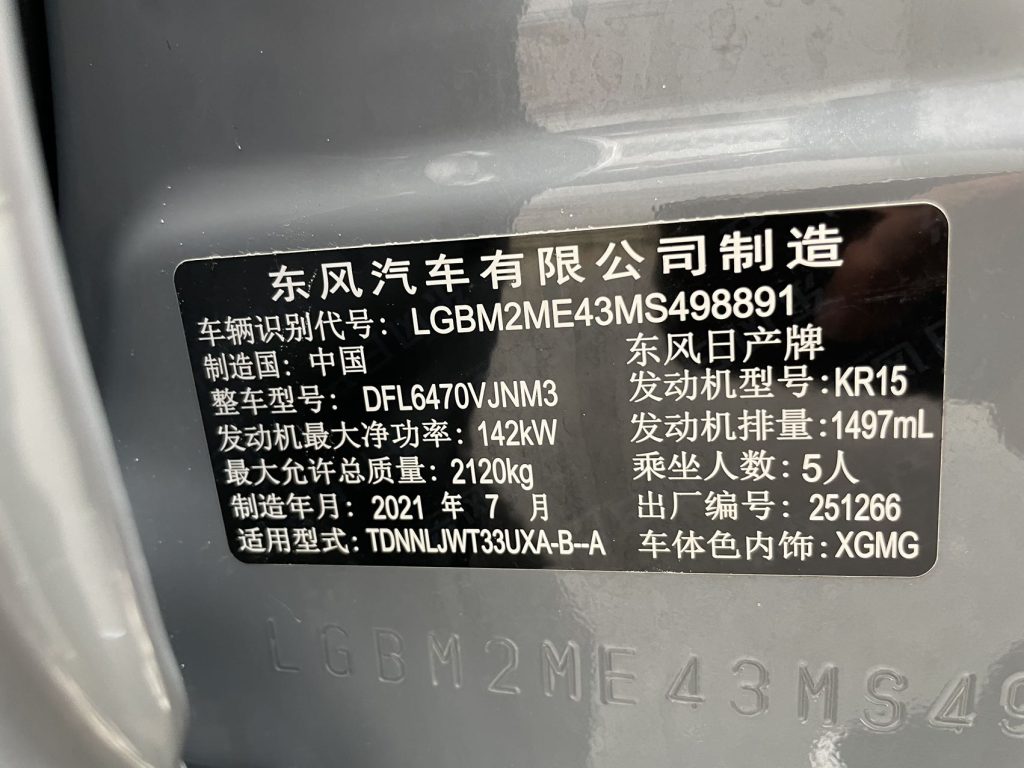 东风汽车有限公司制造
车辆识别代号: LGBM2ME43MS498891
制造国: 中国 东风日产牌
整车型号: DFL6470VJNM3 发动机型号:KR15
发动机最大净功率: 142kW 发动机排量:1497mL
最大允许总质量: 2120kg 乘坐人数: 5人
制造年月: 2021 年 7 月 出厂编号: 251266
适用型式: TDNNLJWT33UXA-B--A 车体色内饰: XGMG
LGBM2ME43MS49